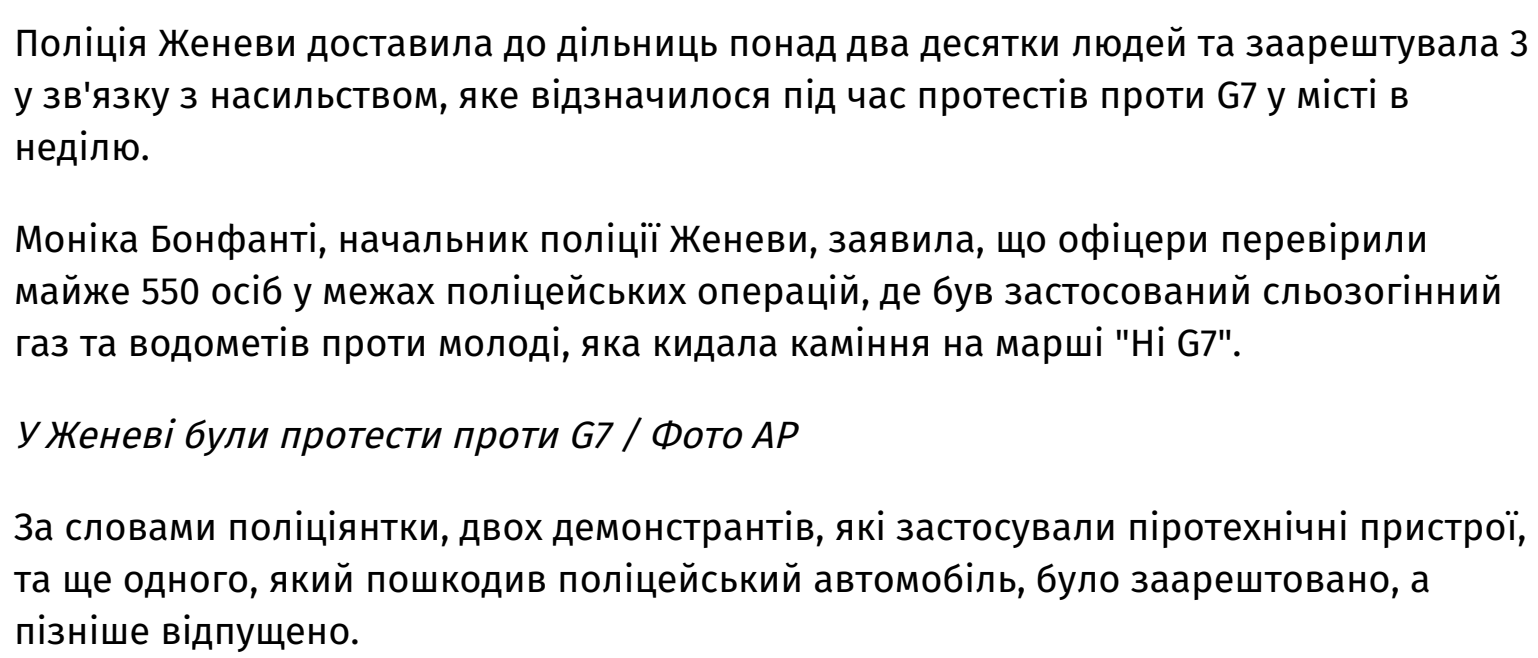 Поліція Женеви доставила до дільниць понад два десятки людей та заарештувала 3
у зв'язку з насильством, яке відзначилося під час протестів проти G7 у місті в
неділю.
Моніка Бонфанті, начальник поліції Женеви, заявила, що офіцери перевірили
майже 550 осіб у межах поліцейських операцій, де був застосований сльозогінний
газ та водометів проти молоді, яка кидала каміння на марші "Ні G7".
У Женеві були протести проти G7 / Фото AP
За словами поліціянтки, двох демонстрантів, які застосували піротехнічні пристрої,
та ще одного, який пошкодив поліцейський автомобіль, було заарештовано, а
пізніше відпущено.